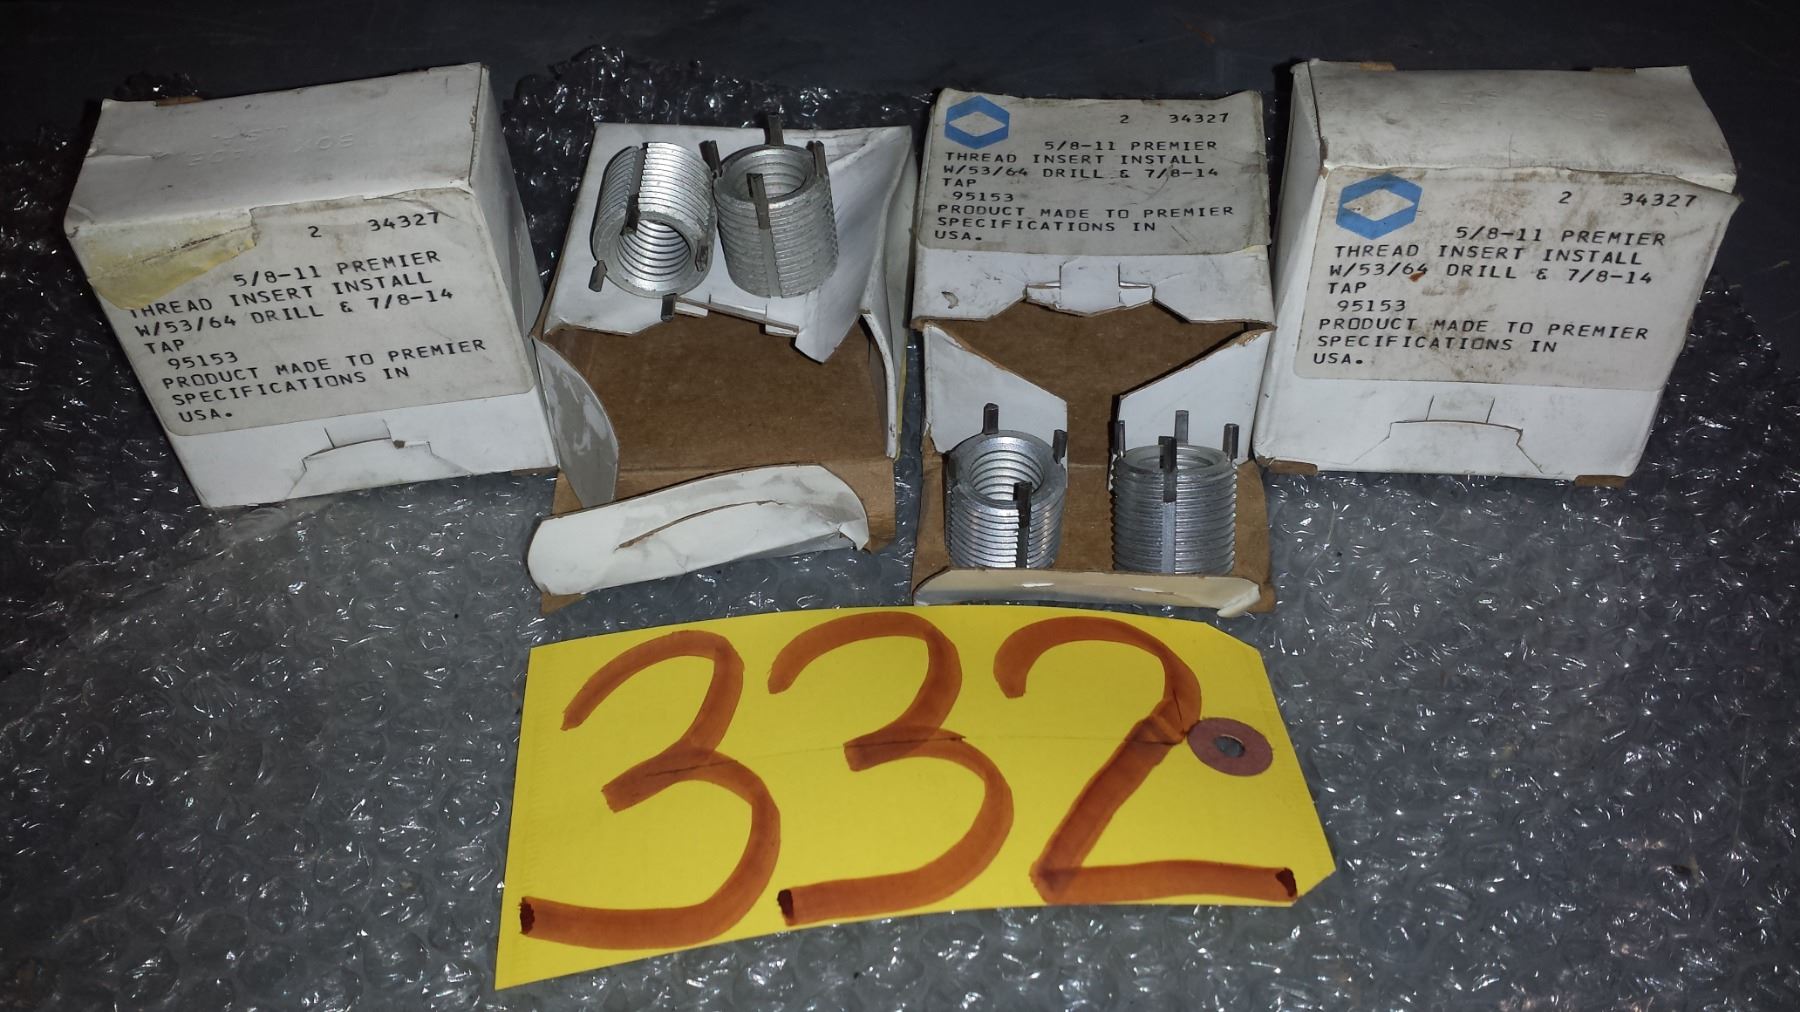 2 34327
5/8-11 PREMIER
THREAD INSERT INSTALL
W/53/64 DRILL & 7/8-14
TAP
95153
PRODUCT MADE TO PREMIER
SPECIFICATIONS IN
USA.
2 34327
5/8-11 PREMIER
THREAD INSERT INSTALL
W/53/64 DRILL & 7/8-14
TAP
95153
PRODUCT MADE TO PREMIER
SPECIFICATIONS IN
USA.
2 34327
5/8-11 PREMIER
THREAD INSERT INSTALL
W/53/64 DRILL & 7/8-14
TAP
95153
PRODUCT MADE TO PREMIER
SPECIFICATIONS IN
USA.
332